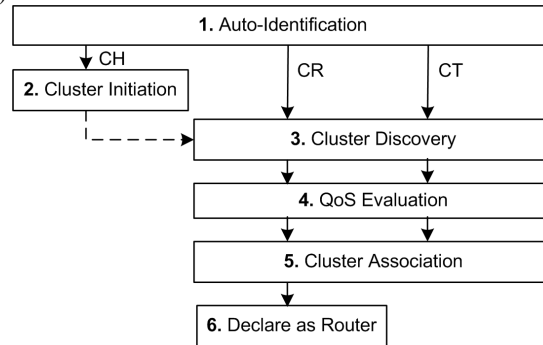 1. Auto-Identification
CH
CR
CT
2. Cluster Initiation
3. Cluster Discovery
4. QoS Evaluation
5. Cluster Association
6. Declare as Router